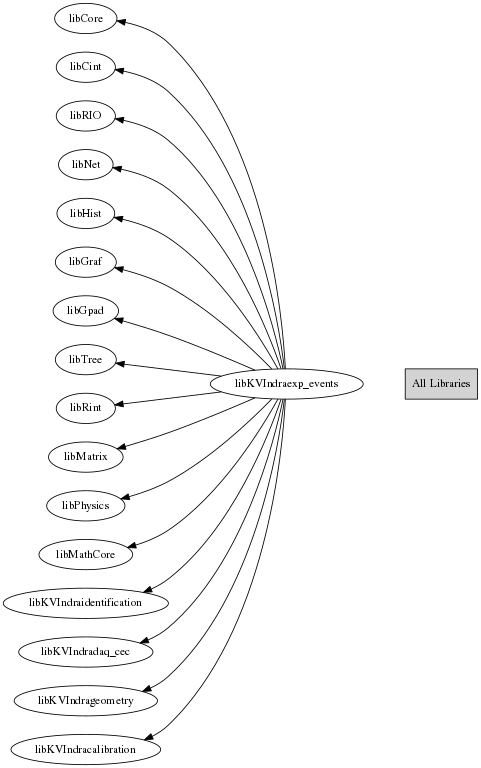 libCore
libCint
libRIO
libNet
libHist
libGraf
libGpad
libTree
libKVIndraexp_events
All Libraries
libRint
libMatrix
libPhysics
libMathCore
libKVIndraidentification
libKVIndradaq_cec
libKVIndrageometry
libKVIndracalibration